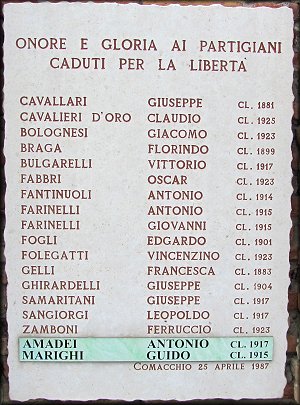 ONORE E GLORIA AI PARTIGIANI
CADUTI PER LA LIBERTÀ
CAVALLARI GIUSEPPE CL. 1881
CAVALIERI D'ORO CLAUDIO CL. 1925
BOLOGNESI GIACOMO CL. 1923
BRAGA FLORINDO CL. 1899
BULGARELLI VITTORIO CL. 1917
FABBRI OSCAR CL. 1923
FANTINUOLI ANTONIO CL. 1914
FARINELLI ANTONIO CL. 1915
FARINELLI GIOVANNI CL. 1915
FOGLI EDGARDO CL. 1901
FOLEGATTI VINCENZINO CL. 1923
GELLI FRANCESCA CL. 1883
GHIRARDELLI GIUSEPPE CL. 1904
SAMARITANI GIUSEPPE CL. 1917
SANGIORGI LEOPOLDO CL. 1917
ZAMBONI FERRUCCIO CL. 1923
AMADEI ANTONIO CL. 1917
MARIGHI GUIDO CL. 1915
COMACCHIO 25 APRILE 1987